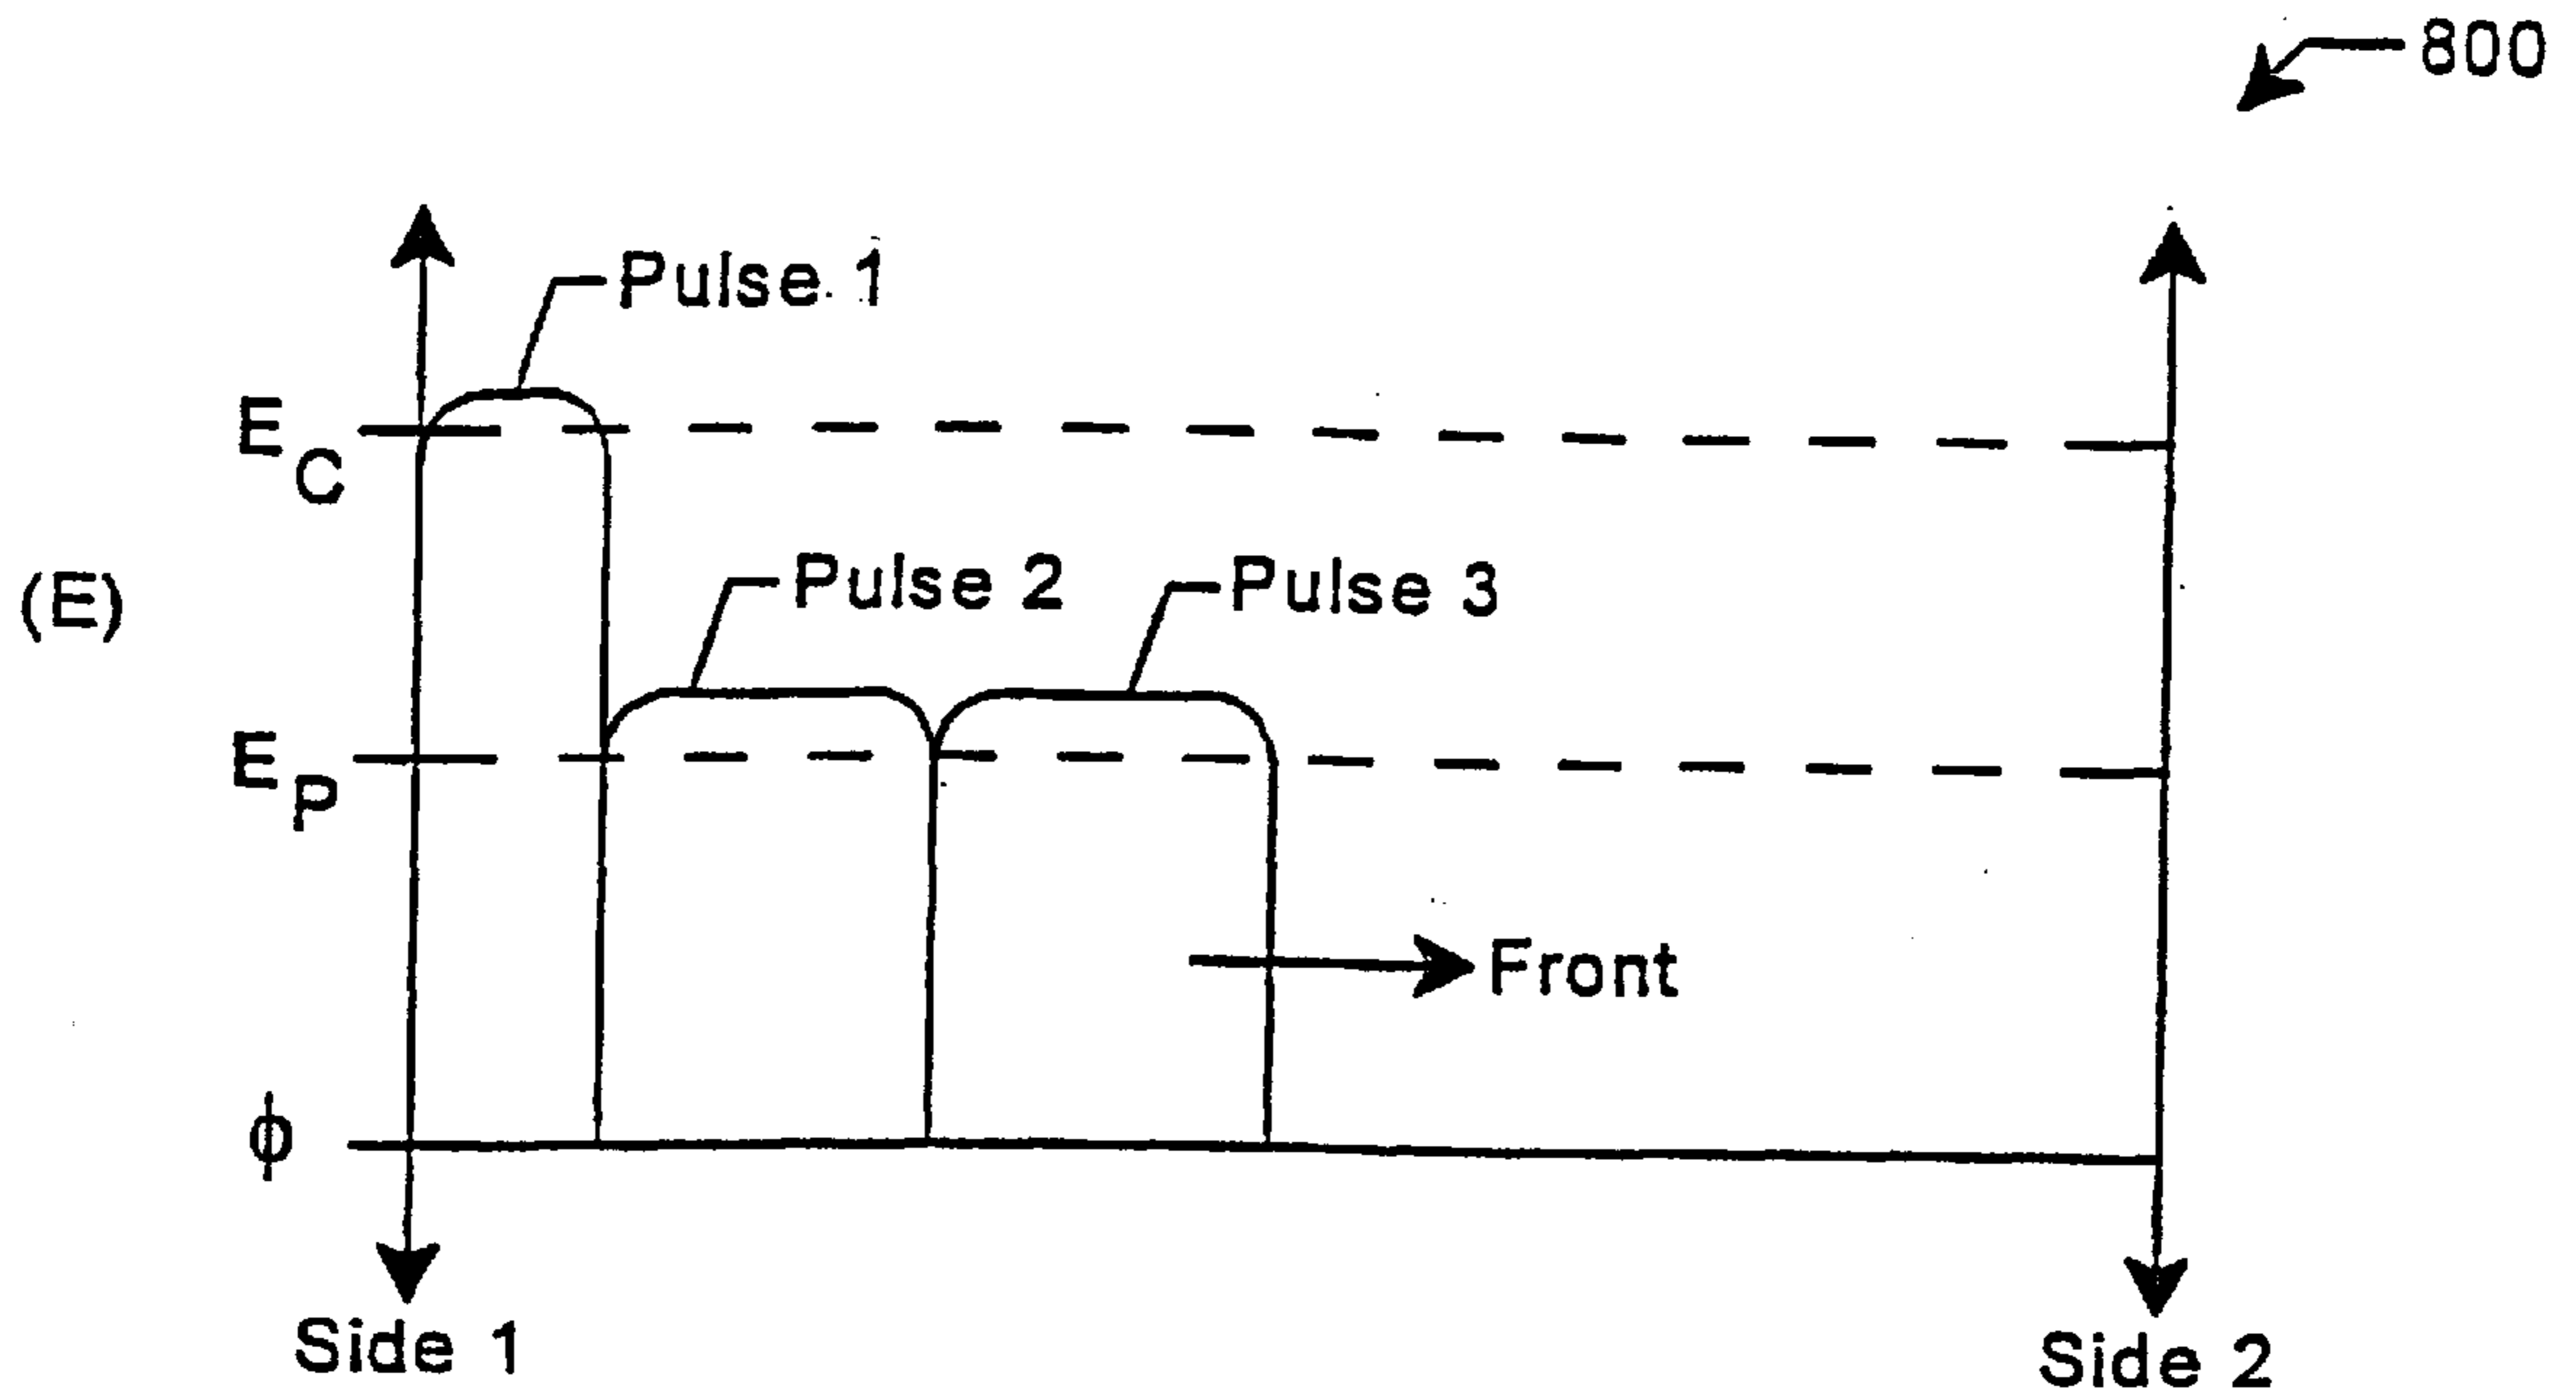 800
Pulse 1
E_C
(E)
Pulse 2
Pulse 3
E_P
Front
ϕ
Side 1
Side 2